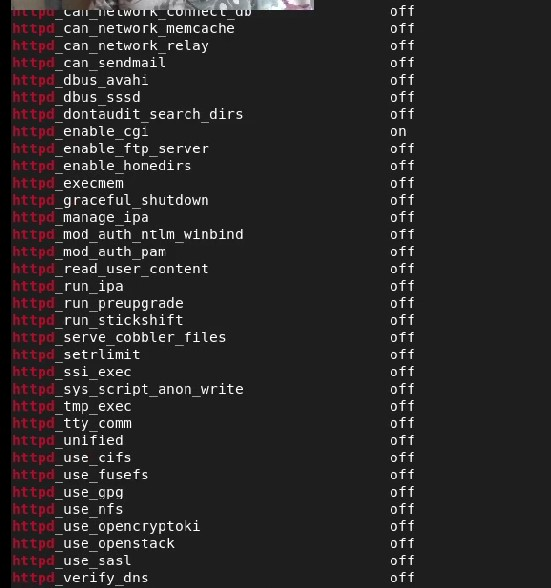 httpd_can_network_connect_db off
httpd_can_network_memcache off
httpd_can_network_relay off
httpd_can_sendmail off
httpd_dbus_avahi off
httpd_dbus_sssd off
httpd_dontaudit_search_dirs off
httpd_enable_cgi on
httpd_enable_ftp_server off
httpd_enable_homedirs off
httpd_execmem off
httpd_graceful_shutdown off
httpd_manage_ipa off
httpd_mod_auth_ntlm_winbind off
httpd_mod_auth_pam off
httpd_read_user_content off
httpd_run_ipa off
httpd_run_preupgrade off
httpd_run_stickshift off
httpd_serve_cobbler_files off
httpd_setrlimit off
httpd_ssi_exec off
httpd_sys_script_anon_write off
httpd_tmp_exec off
httpd_tty_comm off
httpd_unified off
httpd_use_cifs off
httpd_use_fusefs off
httpd_use_gpg off
httpd_use_nfs off
httpd_use_opencryptoki off
httpd_use_openstack off
httpd_use_sasl off
httpd_verify_dns off